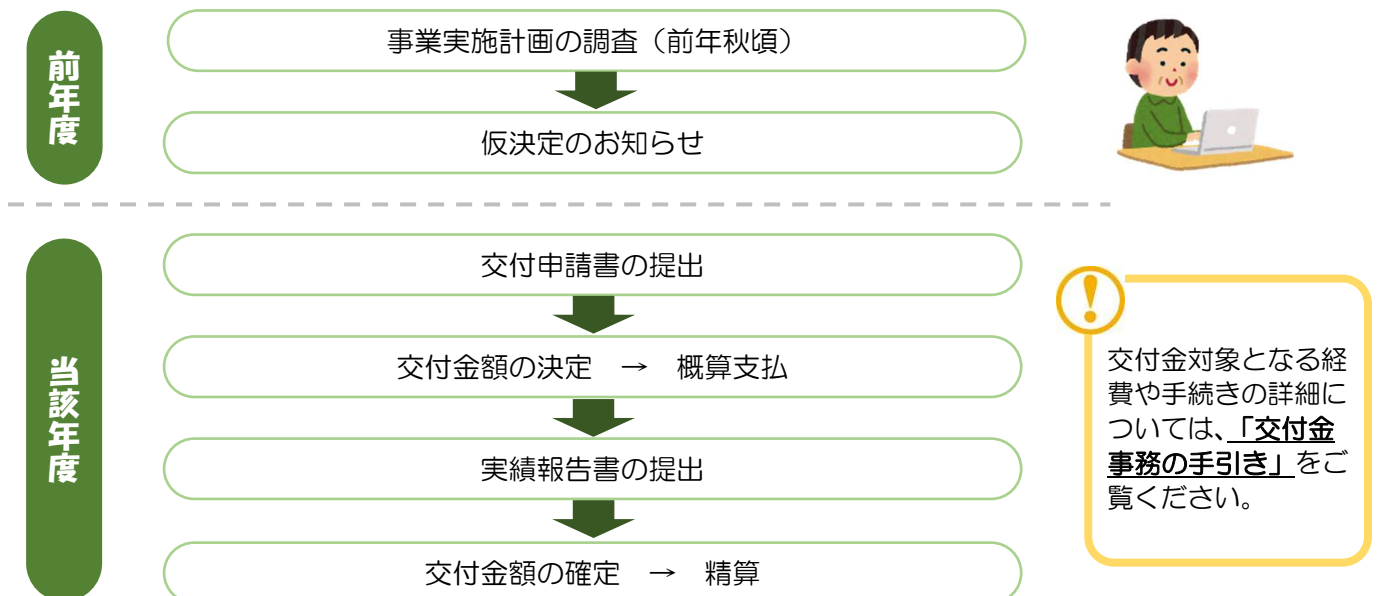 前年度
事業実施計画の調査（前年秋頃）
仮決定のお知らせ
当該年度
交付申請書の提出
交付金額の決定　→　概算支払
実績報告書の提出
交付金額の確定　→　精算
交付金対象となる経
費や手続きの詳細に
ついては、「交付金
事務の手引き」をご
覧ください。